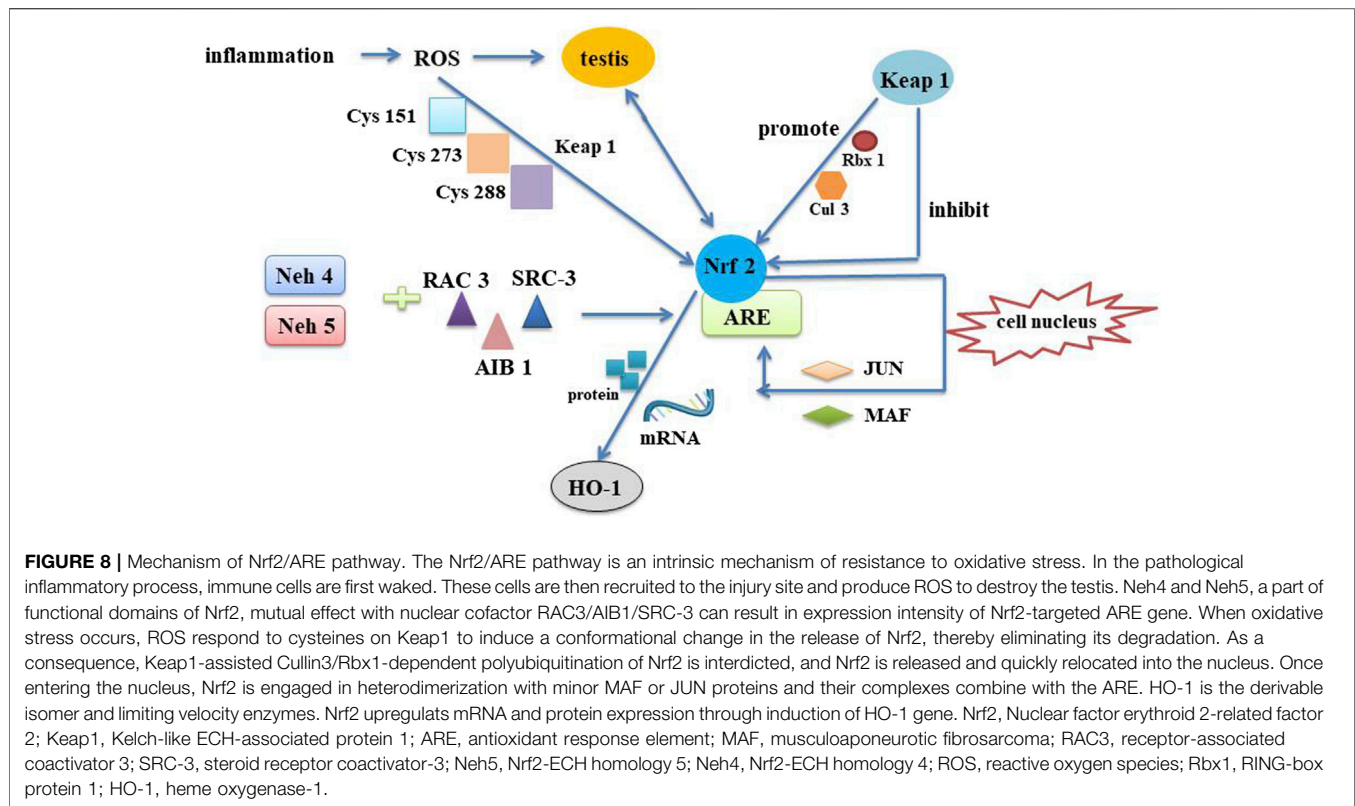 inflammation
ROS
testis
Keap 1
Cys 151
promote
Rbx 1
Cys 273
Keap 1
Cys 288
Cul 3
inhibit
Neh 4
RAC 3
SRC-3
Nrf 2
Neh 5
ARE
cell nucleus
AIB 1
JUN
protein
MAF
mRNA
HO-1
FIGURE 8 | Mechanism of Nrf2/ARE pathway. The Nrf2/ARE pathway is an intrinsic mechanism of resistance to oxidative stress. In the pathological
inflammatory process, immune cells are first waked. These cells are then recruited to the injury site and produce ROS to destroy the testis. Neh4 and Neh5, a part of
functional domains of Nrf2, mutual effect with nuclear cofactor RAC3/AIB1/SRC-3 can result in expression intensity of Nrf2-targeted ARE gene. When oxidative
stress occurs, ROS respond to cysteines on Keap1 to induce a conformational change in the release of Nrf2, thereby eliminating its degradation. As a
consequence, Keap1-assisted Cullin3/Rbx1-dependent polyubiquitination of Nrf2 is interdicted, and Nrf2 is released and quickly relocated into the nucleus. Once
entering the nucleus, Nrf2 is engaged in heterodimerization with minor MAF or JUN proteins and their complexes combine with the ARE. HO-1 is the derivable
isomer and limiting velocity enzymes. Nrf2 upregulats mRNA and protein expression through induction of HO-1 gene. Nrf2, Nuclear factor erythroid 2-related factor
2; Keap1, Kelch-like ECH-associated protein 1; ARE, antioxidant response element; MAF, musculoaponeurotic fibrosarcoma; RAC3, receptor-associated
coactivator 3; SRC-3, steroid receptor coactivator-3; Neh5, Nrf2-ECH homology 5; Neh4, Nrf2-ECH homology 4; ROS, reactive oxygen species; Rbx1, RING-box
protein 1; HO-1, heme oxygenase-1.